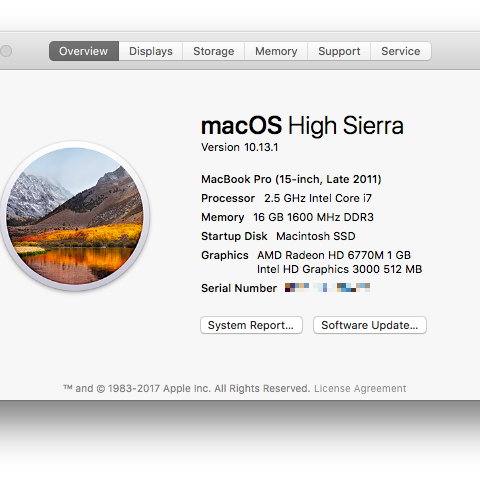 Overview Displays Storage Memory Support Service
macOS High Sierra
Version 10.13.1
MacBook Pro (15-inch, Late 2011)
Processor 2.5 GHz Intel Core i7
Memory 16 GB 1600 MHz DDR3
Startup Disk Macintosh SSD
Graphics AMD Radeon HD 6770M 1 GB
Intel HD Graphics 3000 512 MB
Serial Number
System Report... Software Update...
™ and © 1983-2017 Apple Inc. All Rights Reserved. License Agreement